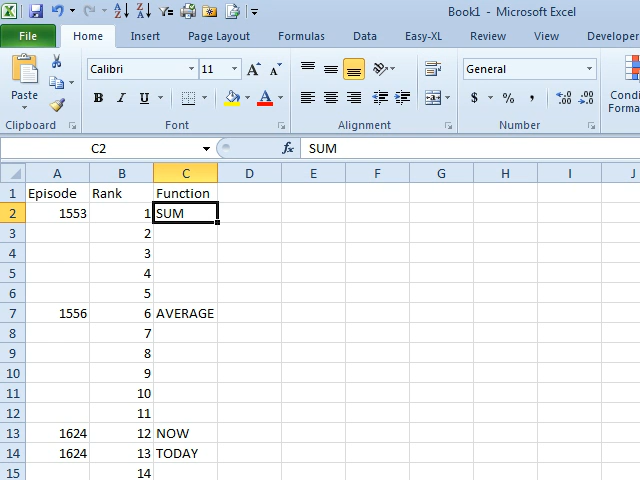 Book1 - Microsoft Excel
File Home Insert Page Layout Formulas Data Easy-XL Review View Developer
Paste Calibri 11 General
B I U A $ % ,
Clipboard Font Alignment Number
C2 fx SUM
A B C D E F G H I J
1 Episode Rank Function
2 1553 1 SUM
3 2
4 3
5 4
6 5
7 1556 6 AVERAGE
8 7
9 8
10 9
11 10
12 11
13 1624 12 NOW
14 1624 13 TODAY
15 14